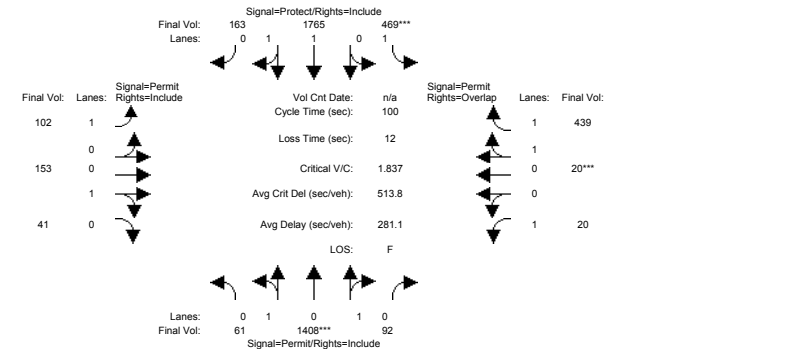 Signal=Protect/Rights=Include
Final Vol: 163 1765 469***
Lanes: 0 1 1 0 1
Signal=Permit Signal=Permit
Final Vol: Lanes: Rights=Include Vol Cnt Date: n/a Rights=Overlap Lanes: Final Vol:
Cycle Time (sec): 100
102 1 1 439
Loss Time (sec): 12
0 1
153 0 Critical V/C: 1.837 0 20***
1 Avg Crit Del (sec/veh): 513.8 0
41 0 Avg Delay (sec/veh): 281.1 1 20
LOS: F
Lanes: 0 1 0 1 0
Final Vol: 61 1408*** 92
Signal=Permit/Rights=Include